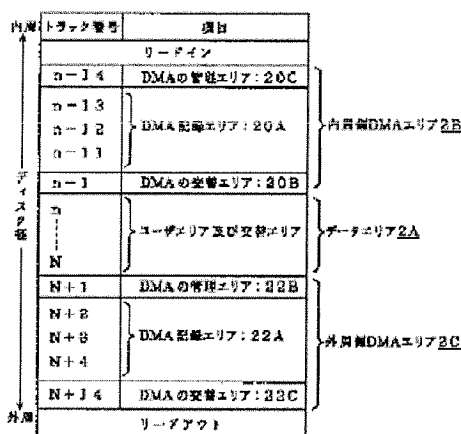 内周 トラック番号 項目
リードイン
n-14 DMAの管理エリア:20C
n-13
n-12 DMA記録エリア:20A 内周側DMAエリア2B
n-11
n-1 DMAの交替エリア:20B
ディスク径
n
ユーザエリア及び交替エリア データエリア2A
N
N+1 DMAの管理エリア:22B
N+2
N+3 DMA記録エリア:22A 外周側DMAエリア2C
N+4
N+14 DMAの交替エリア:22C
外周 リードアウト